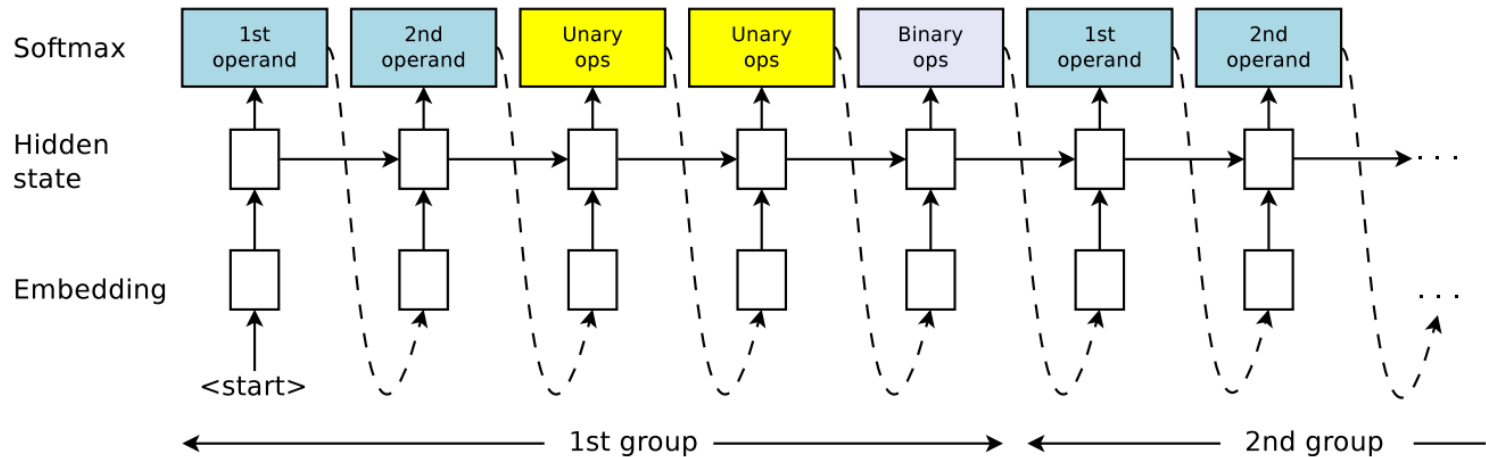 Softmax
1st
operand
2nd
operand
Unary
ops
Unary
ops
Binary
ops
1st
operand
2nd
operand
Hidden
state
. . .
Embedding
. . .
<start>
1st group
2nd group